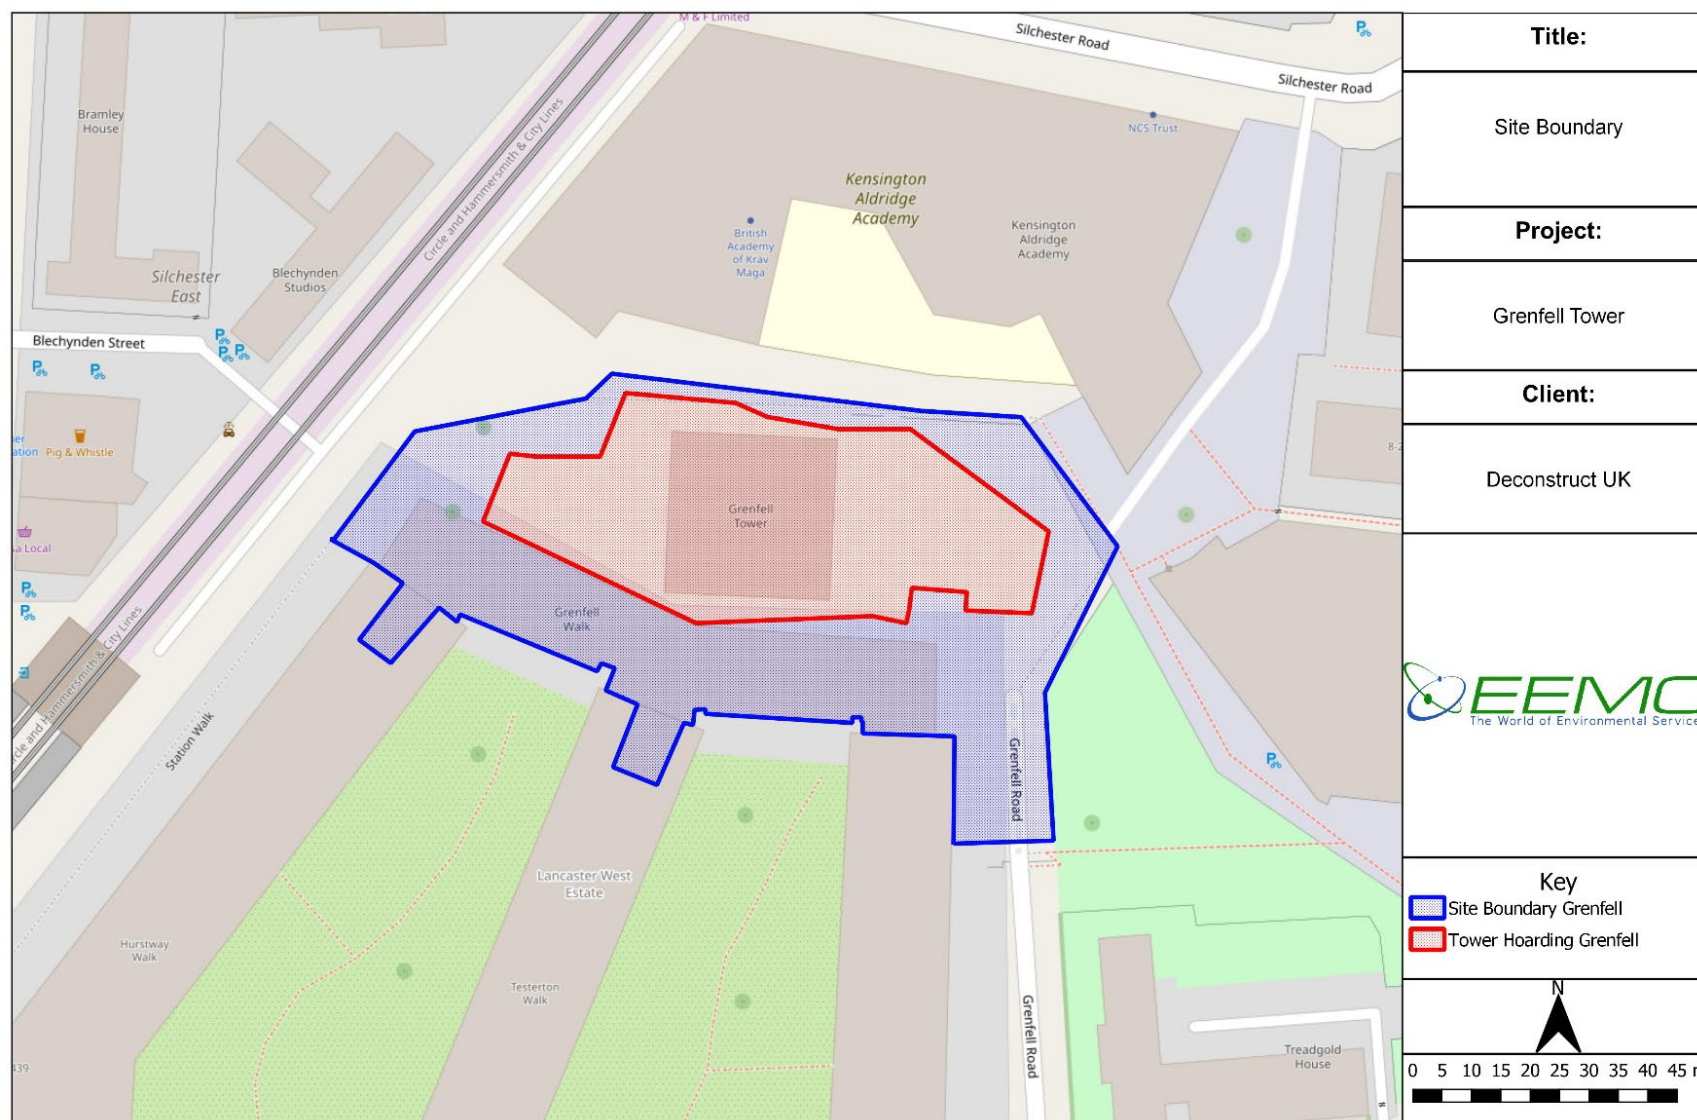 M & F Limited
Silchester Road
Silchester Road
NCS Trust
Bramley
House
Circle and Hammersmith & City Lines
Kensington
Aldridge
Academy
British
Academy
of Krav
Maga
Kensington
Aldridge
Academy
Silchester
East
Blechynden
Studios
Blechynden Street
Pig & Whistle
ation
a Local
8-2
Grenfell
Tower
Grenfell
Walk
Circle and Hammersmith & City Lines
Station Walk
Grenfell Road
Lancaster West
Estate
Hurstway
Walk
Testerton
Walk
Grenfell Road
Treadgold
House
439
Title:
Site Boundary
Project:
Grenfell Tower
Client:
Deconstruct UK
EEMC
The World of Environmental Service
Key
Site Boundary Grenfell
Tower Hoarding Grenfell
N
0 5 10 15 20 25 30 35 40 45 m